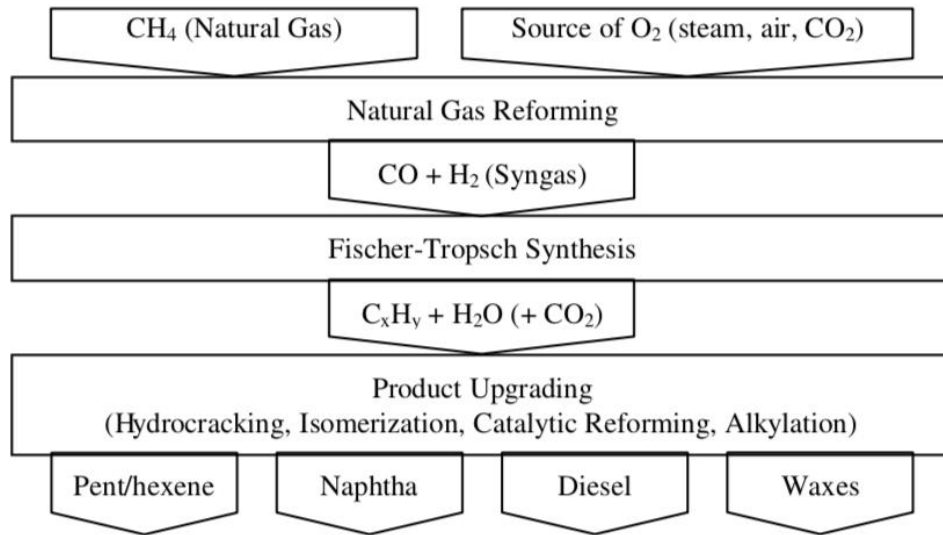 CH₄ (Natural Gas)
Source of O₂ (steam, air, CO₂)
Natural Gas Reforming
CO + H₂ (Syngas)
Fischer-Tropsch Synthesis
CₓHᵧ + H₂O (+ CO₂)
Product Upgrading
(Hydrocracking, Isomerization, Catalytic Reforming, Alkylation)
Pent/hexene
Naphtha
Diesel
Waxes